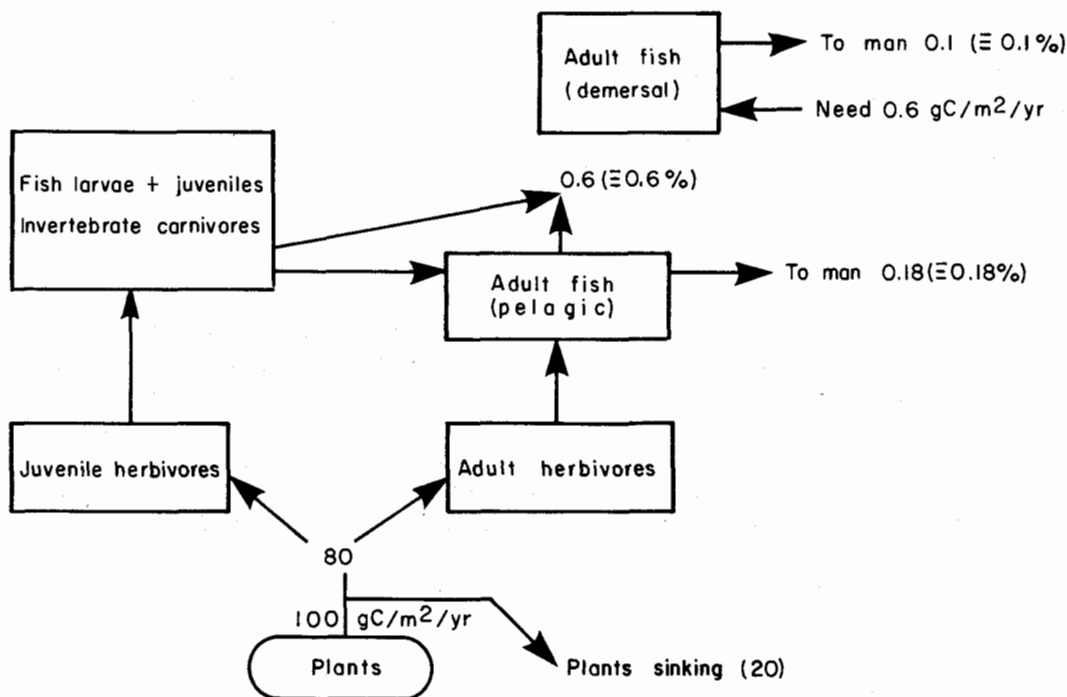 Adult fish
(demersal)
To man 0.1 (≡ 0.1%)
Need 0.6 gC/m2/yr
Fish larvae + juveniles
Invertebrate carnivores
0.6 (≡0.6%)
Adult fish
(pelagic)
To man 0.18(≡0.18%)
Juvenile herbivores
Adult herbivores
80
100 gC/m2/yr
Plants
Plants sinking (20)